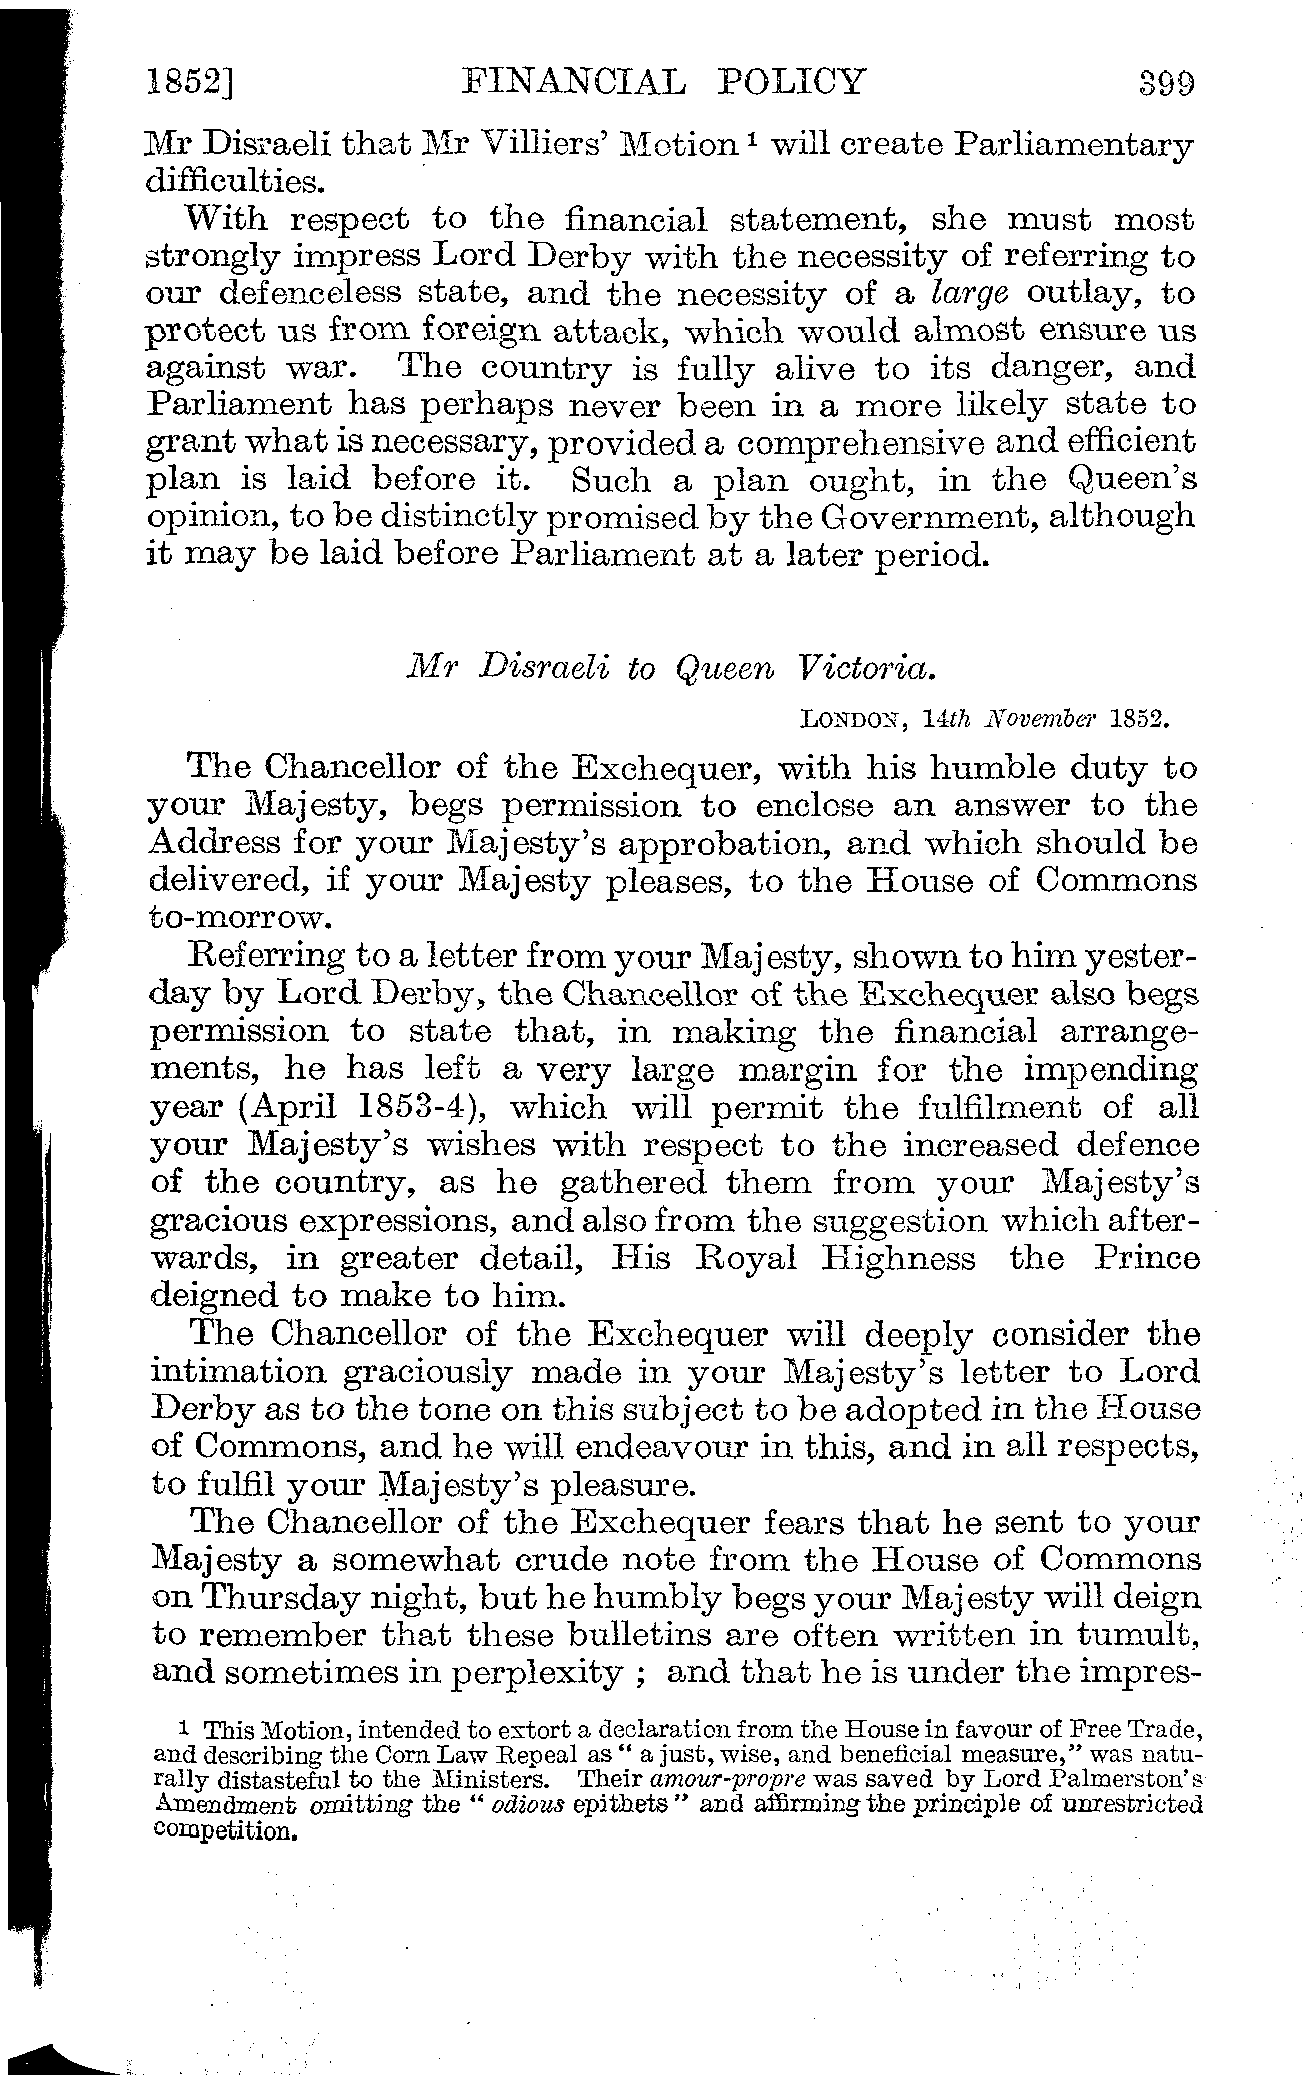 1852] FINANCIAL POLICY 399
Mr Disraeli that Mr Villiers' Motion 1 will create Parliamentary
difficulties.
With respect to the financial statement, she must most
strongly impress Lord Derby with the necessity of referring to
our defenceless state, and the necessity of a large outlay, to
protect us from foreign attack, which would almost ensure us
against war. The country is fully alive to its danger, and
Parliament has perhaps never been in a more likely state to
grant what is necessary, provided a comprehensive and efficient
plan is laid before it. Such a plan ought, in the Queen's
opinion, to be distinctly promised by the Government, although
it may be laid before Parliament at a later period.
Mr Disraeli to Queen Victoria.
LONDON, 14th November 1852.
The Chancellor of the Exchequer, with his humble duty to
your Majesty, begs permission to enclose an answer to the
Address for your Majesty's approbation, and which should be
delivered, if your Majesty pleases, to the House of Commons
to-morrow.
Referring to a letter from your Majesty, shown to him yester-
day by Lord Derby, the Chancellor of the Exchequer also begs
permission to state that, in making the financial arrange-
ments, he has left a very large margin for the impending
year (April 1853-4), which will permit the fulfilment of all
your Majesty's wishes with respect to the increased defence
of the country, as he gathered them from your Majesty's
gracious expressions, and also from the suggestion which after-
wards, in greater detail, His Royal Highness the Prince
deigned to make to him.
The Chancellor of the Exchequer will deeply consider the
intimation graciously made in your Majesty's letter to Lord
Derby as to the tone on this subject to be adopted in the House
of Commons, and he will endeavour in this, and in all respects,
to fulfil your Majesty's pleasure.
The Chancellor of the Exchequer fears that he sent to your
Majesty a somewhat crude note from the House of Commons
on Thursday night, but he humbly begs your Majesty will deign
to remember that these bulletins are often written in tumult,
and sometimes in perplexity ; and that he is under the impres-
1 This Motion, intended to extort a declaration from the House in favour of Free Trade,
and describing the Corn Law Repeal as " a just, wise, and beneficial measure," was natu-
rally distasteful to the Ministers. Their amour-propre was saved by Lord Palmerston's
Amendment omitting the " odious epithets " and affirming the principle of unrestricted
competition.